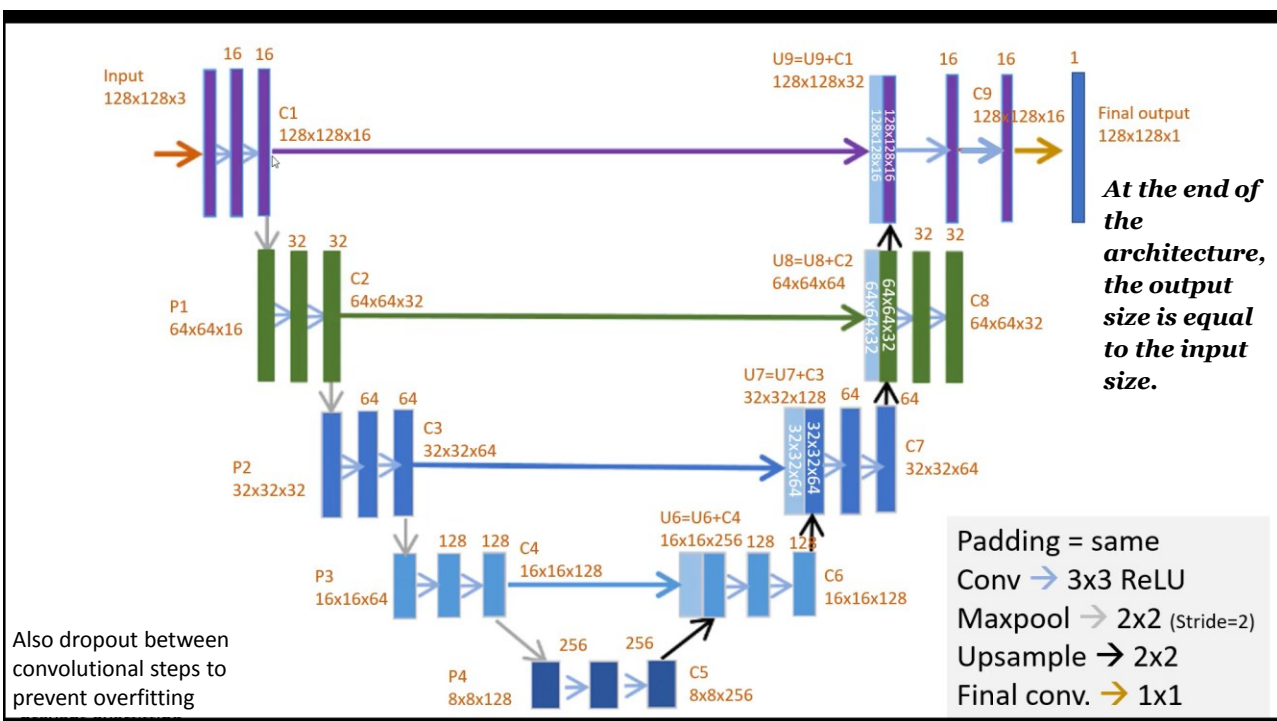 16 16
Input
128x128x3
C1
128x128x16
U9=U9+C1
128x128x32
128x128x16
128x128x16
16
16
C9
128x128x16
1
Final output
128x128x1
At the end of
the
architecture,
the output
size is equal
to the input
size.
32
32
P1
64x64x16
C2
64x64x32
U8=U8+C2
64x64x64
64x64x32
64x64x32
32 32
C8
64x64x32
64 64
P2
32x32x32
C3
32x32x64
U7=U7+C3
32x32x128
32x32x64
32x32x64
64
64
C7
32x32x64
128 128
P3
16x16x64
C4
16x16x128
U6=U6+C4
16x16x256
128
128
C6
16x16x128
256
256
P4
8x8x128
C5
8x8x256
Also dropout between
convolutional steps to
prevent overfitting
Padding = same
Conv → 3x3 ReLU
Maxpool → 2x2 (Stride=2)
Upsample → 2x2
Final conv. → 1x1